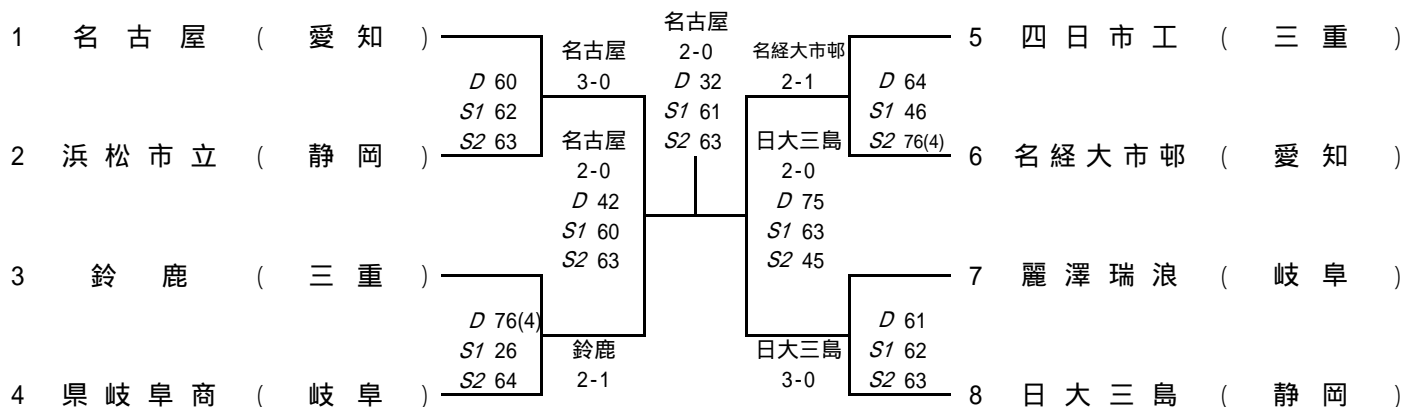 1 名古屋 ( 愛知 )
D 60
S1 62
S2 63
2 浜松市立 ( 静岡 )
名古屋
3-0
名古屋
2-0
D 42
S1 60
S2 63
3 鈴鹿 ( 三重 )
D 76(4)
S1 26
S2 64
4 県岐阜商 ( 岐阜 )
鈴鹿
2-1
名古屋
2-0
D 32
S1 61
S2 63
名経大市邨
2-1
日大三島
2-0
D 75
S1 63
S2 45
日大三島
3-0
5 四日市工 ( 三重 )
D 64
S1 46
S2 76(4)
6 名経大市邨 ( 愛知 )
7 麗澤瑞浪 ( 岐阜 )
D 61
S1 62
S2 63
8 日大三島 ( 静岡 )